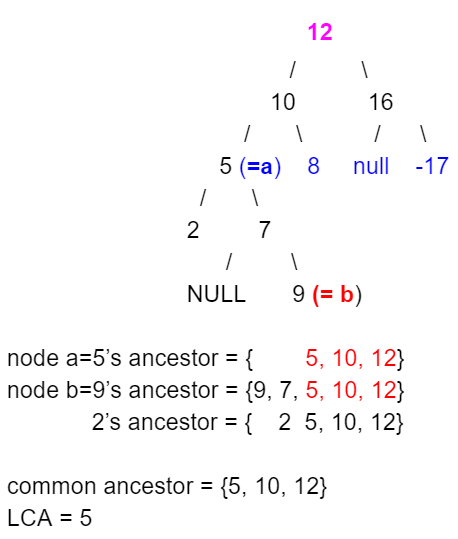 12
/ \
10 16
/ \ / \
5 (=a) 8 null -17
/ \
2 7
/ \
NULL 9 (= b)
node a=5’s ancestor = { 5, 10, 12}
node b=9’s ancestor = {9, 7, 5, 10, 12}
2’s ancestor = { 2 5, 10, 12}
common ancestor = {5, 10, 12}
LCA = 5